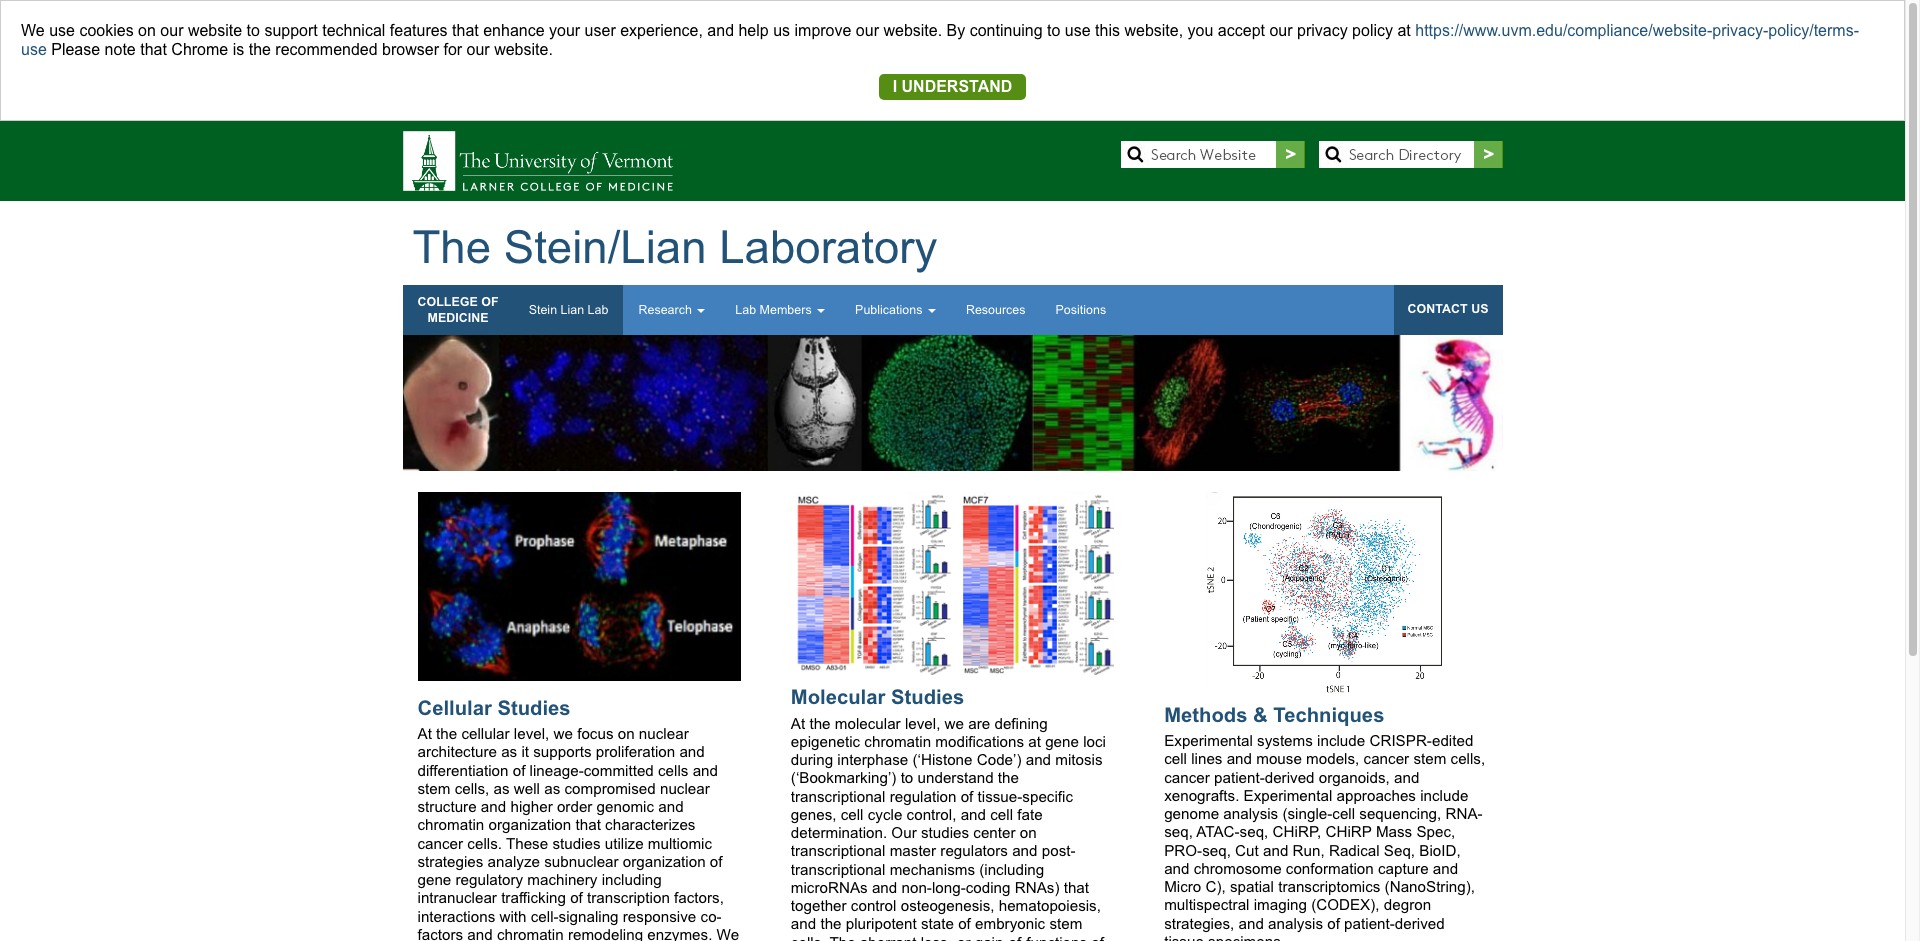 We use cookies on our website to support technical features that enhance your user experience, and help us improve our website. By continuing to use this website, you accept our privacy policy at https://www.uvm.edu/compliance/website-privacy-policy/terms-
use Please note that Chrome is the recommended browser for our website.
I UNDERSTAND
The University of Vermont
LARNER COLLEGE OF MEDICINE
Search Website
>
Search Directory
>
The Stein/Lian Laboratory
COLLEGE OF
MEDICINE
Stein Lian Lab
Research
Lab Members
Publications
Resources
Positions
CONTACT US
Prophase
Metaphase
Anaphase
Telophase
MSC
MCF7
DMSO A83-01
MSC
MSC
20
0
-20
tSNE 2
C6
(Chondrogenic)
(Adipogenic)
C1
(Osteogenic)
(Patient specific)
(cycling)
Normal MSC
Patient MSC
-20
0
20
tSNE 1
Cellular Studies
At the cellular level, we focus on nuclear
architecture as it supports proliferation and
differentiation of lineage-committed cells and
stem cells, as well as compromised nuclear
structure and higher order genomic and
chromatin organization that characterizes
cancer cells. These studies utilize multiomic
strategies analyze subnuclear organization of
gene regulatory machinery including
intranuclear trafficking of transcription factors,
interactions with cell-signaling responsive co-
factors and chromatin remodeling enzymes. We
Molecular Studies
At the molecular level, we are defining
epigenetic chromatin modifications at gene loci
during interphase (‘Histone Code’) and mitosis
(‘Bookmarking’) to understand the
transcriptional regulation of tissue-specific
genes, cell cycle control, and cell fate
determination. Our studies center on
transcriptional master regulators and post-
transcriptional mechanisms (including
microRNAs and non-long-coding RNAs) that
together control osteogenesis, hematopoiesis,
and the pluripotent state of embryonic stem
cells. The aberrant loss- or gain-of functions of
Methods & Techniques
Experimental systems include CRISPR-edited
cell lines and mouse models, cancer stem cells,
cancer patient-derived organoids, and
xenografts. Experimental approaches include
genome analysis (single-cell sequencing, RNA-
seq, ATAC-seq, CHiRP, CHiRP Mass Spec,
PRO-seq, Cut and Run, Radical Seq, BioID,
and chromosome conformation capture and
Micro C), spatial transcriptomics (NanoString),
multispectral imaging (CODEX), degron
strategies, and analysis of patient-derived
tissue specimens.